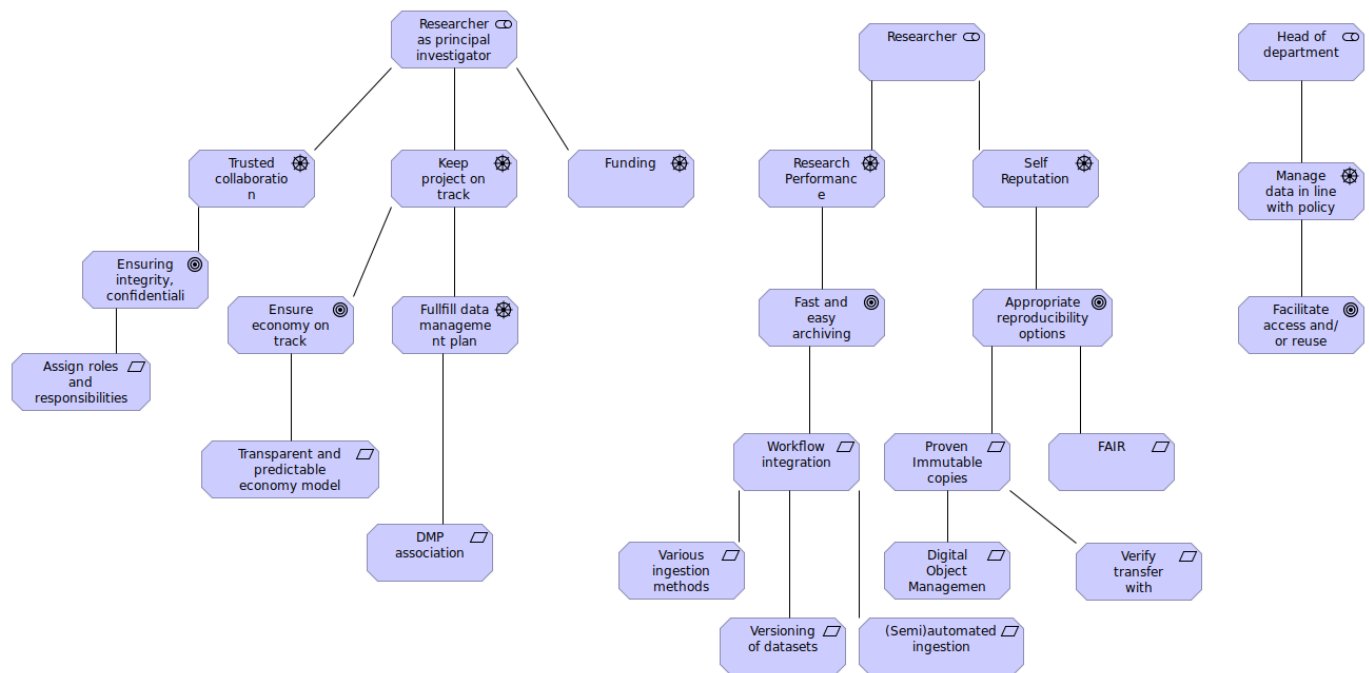 Researcher
as principal
investigator
Researcher
Head of
department
Trusted
collaboratio
n
Keep
project on
track
Funding
Research
Performanc
e
Self
Reputation
Manage
data in line
with policy
Ensuring
integrity,
confidentiali
Ensure
economy on
track
Fullfill data
manageme
nt plan
Fast and
easy
archiving
Appropriate
reproducibility
options
Facilitate
access and/
or reuse
Assign roles
and
responsibilities
Transparent and
predictable
economy model
Workflow
integration
Proven
Immutable
copies
FAIR
DMP
association
Various
ingestion
methods
Digital
Object
Managemen
Verify
transfer
with
Versioning
of datasets
(Semi)automated
ingestion